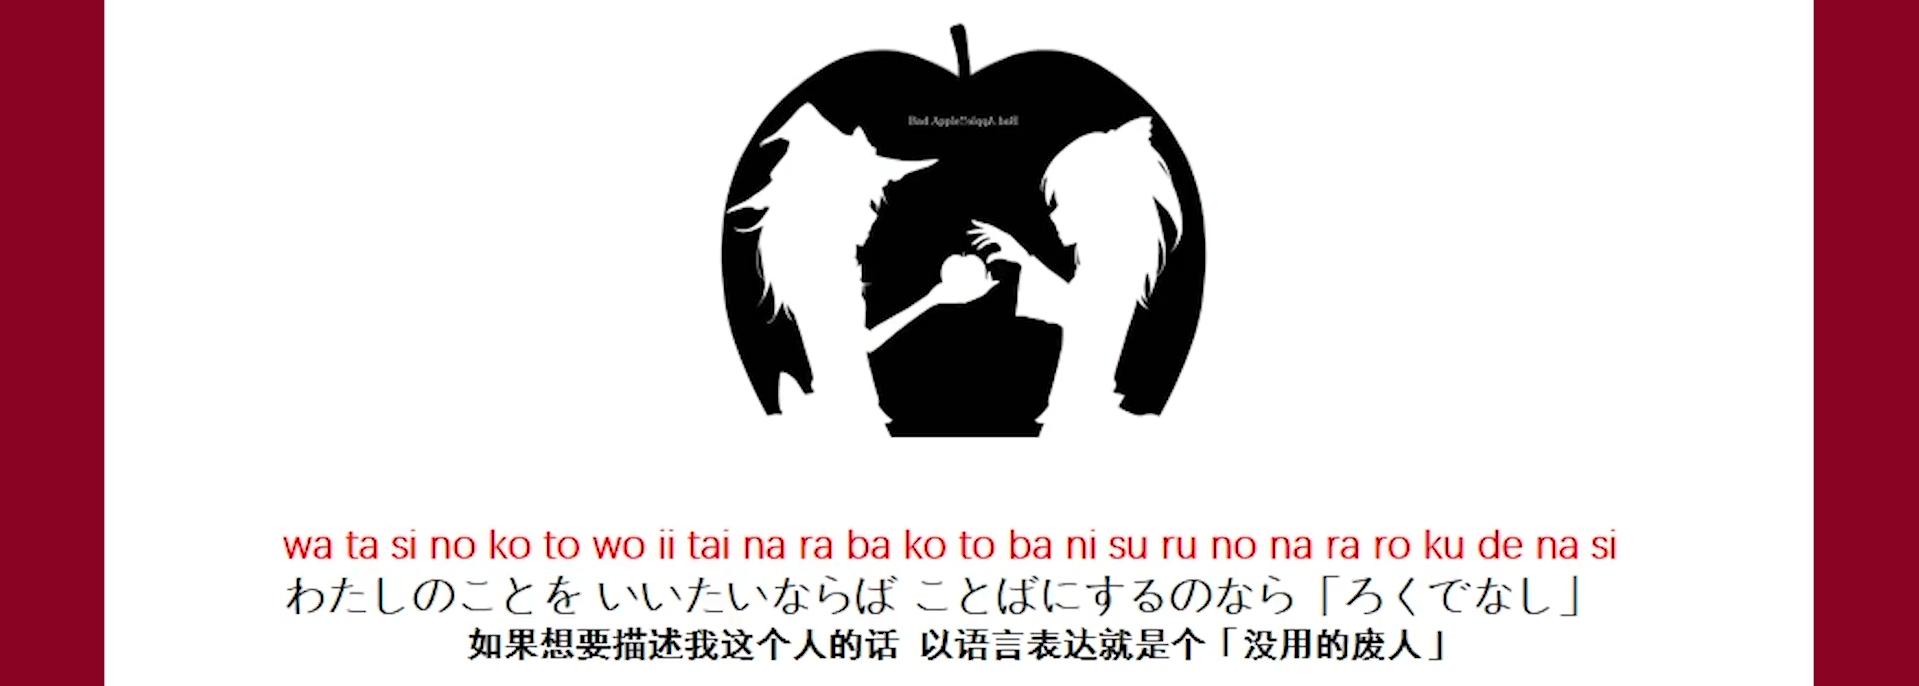 Bad Apple!!
wa ta si no ko to wo ii tai na ra ba ko to ba ni su ru no na ra ro ku de na si
わたしのことを いいたいならば ことばにするのなら「ろくでなし」
如果想要描述我这个人的话 以语言表达就是个「没用的废人」